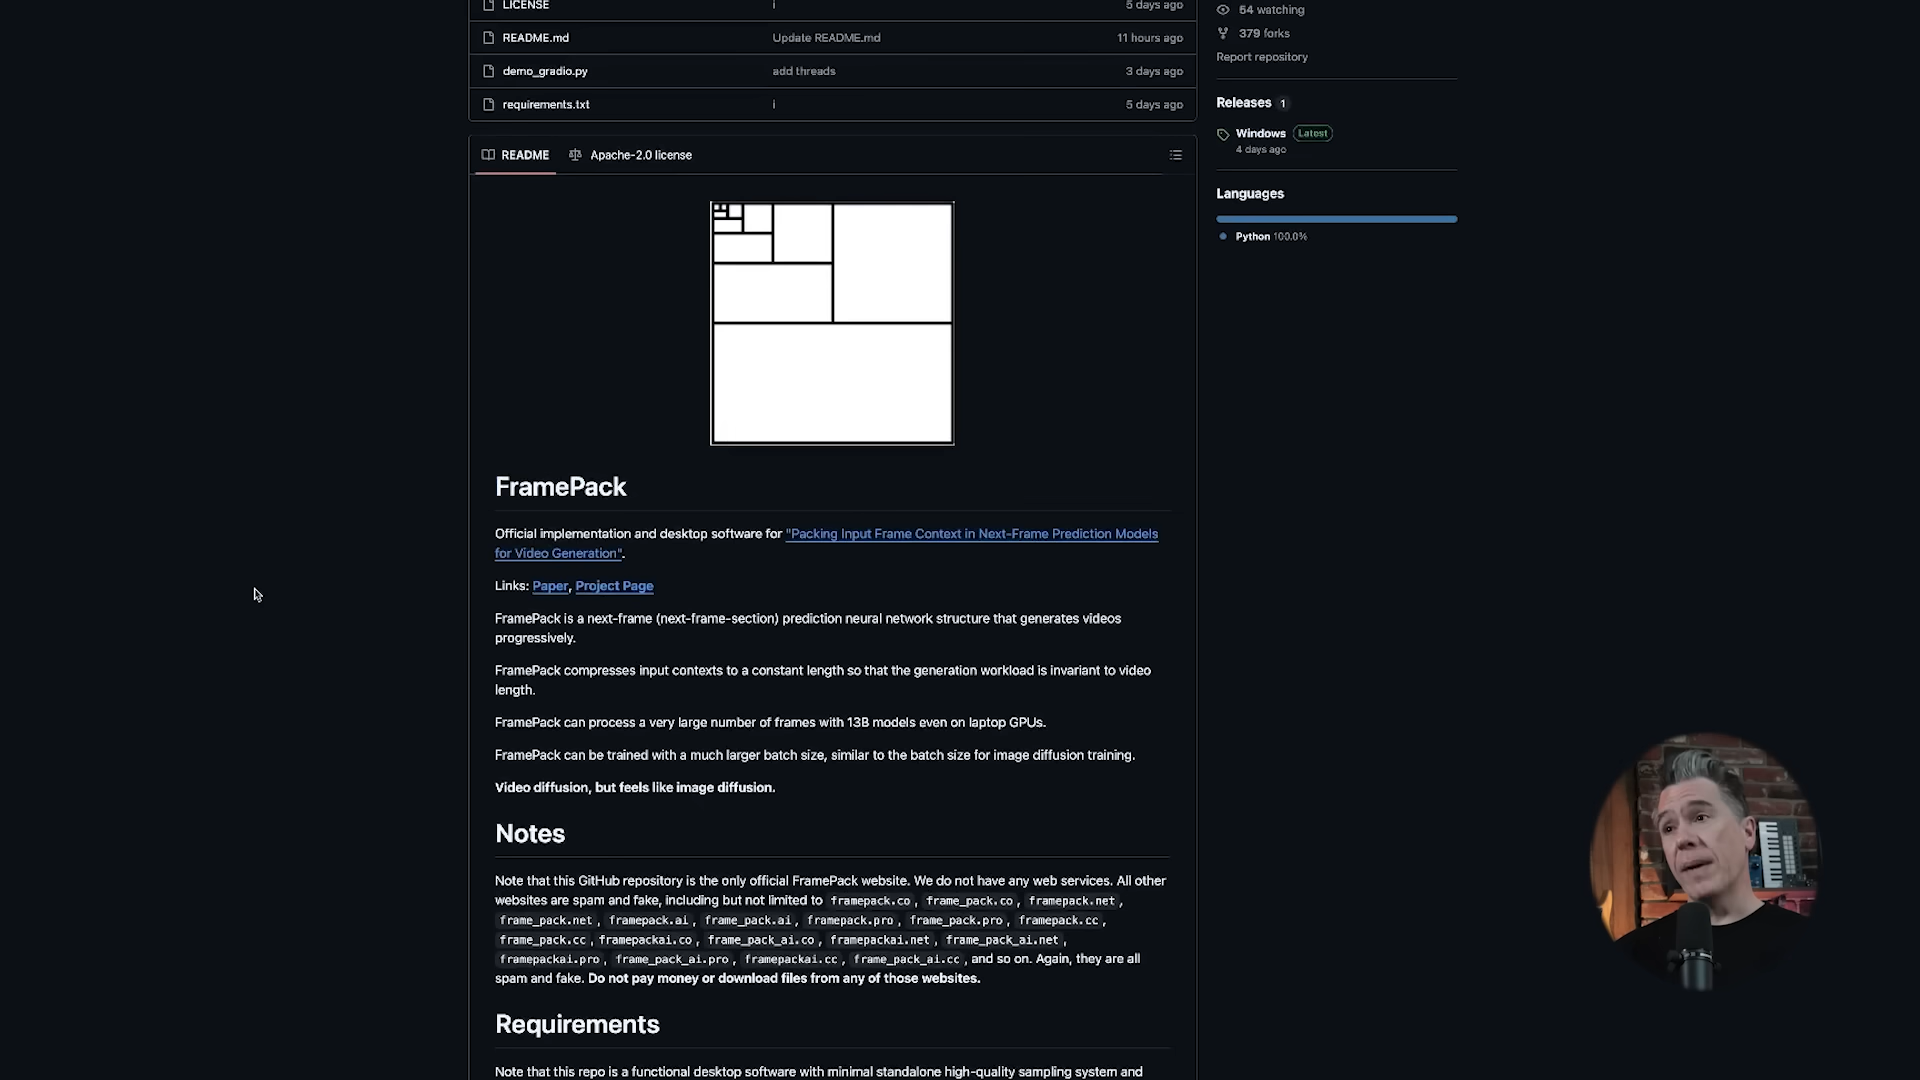 LICENSE i 5 days ago
README.md Update README.md 11 hours ago
demo_gradio.py add threads 3 days ago
requirements.txt i 5 days ago
54 watching
379 forks
Report repository
Releases 1
Windows Latest
4 days ago
Languages
Python 100.0%
README Apache-2.0 license
FramePack
Official implementation and desktop software for "Packing Input Frame Context in Next-Frame Prediction Models
for Video Generation".
Links: Paper, Project Page
FramePack is a next-frame (next-frame-section) prediction neural network structure that generates videos
progressively.
FramePack compresses input contexts to a constant length so that the generation workload is invariant to video
length.
FramePack can process a very large number of frames with 13B models even on laptop GPUs.
FramePack can be trained with a much larger batch size, similar to the batch size for image diffusion training.
Video diffusion, but feels like image diffusion.
Notes
Note that this GitHub repository is the only official FramePack website. We do not have any web services. All other
websites are spam and fake, including but not limited to framepack.co, frame_pack.co, framepack.net,
frame_pack.net, framepack.ai, frame_pack.ai, framepack.pro, frame_pack.pro, framepack.cc,
frame_pack.cc, framepackai.co, frame_pack_ai.co, framepackai.net, frame_pack_ai.net,
framepackai.pro, frame_pack_ai.pro, framepackai.cc, frame_pack_ai.cc, and so on. Again, they are all
spam and fake. Do not pay money or download files from any of those websites.
Requirements
Note that this repo is a functional desktop software with minimal standalone high-quality sampling system and